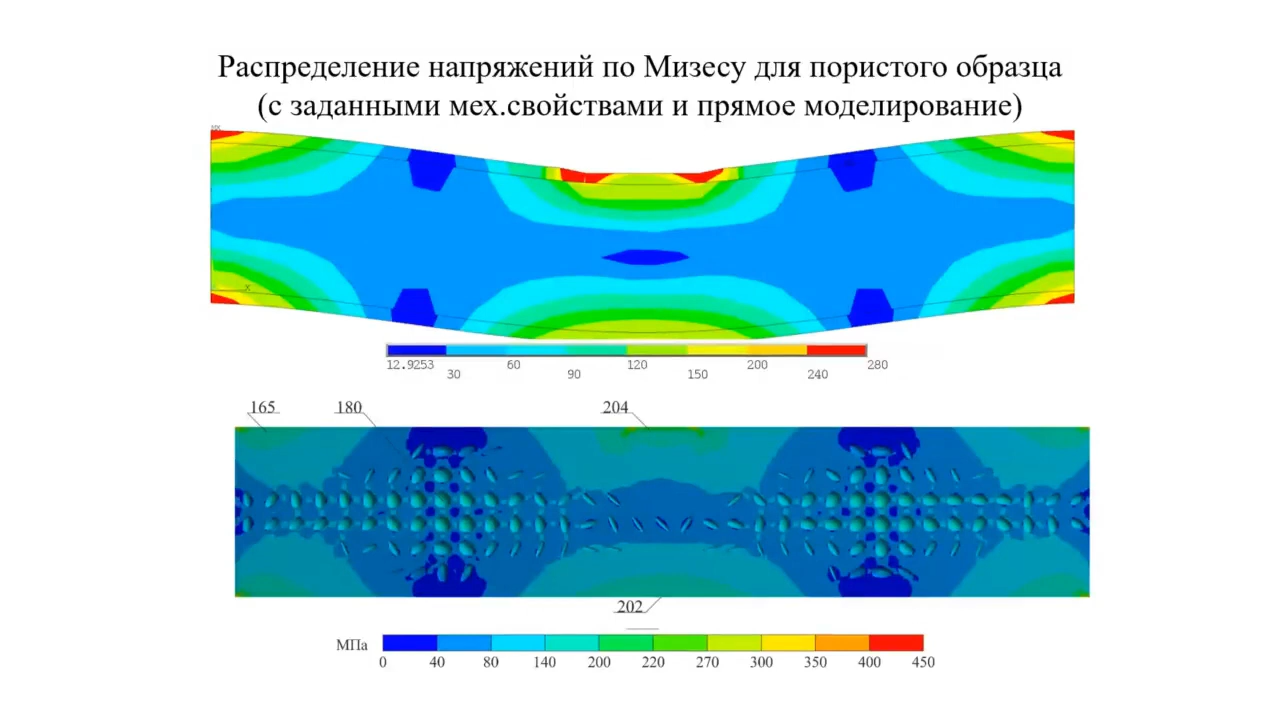 Распределение напряжений по Мизесу для пористого образца
(с заданными мех.свойствами и прямое моделирование)
MX
X
12.9253 60 120 200 280
30 90 150 240
165 180 204
202
МПа
0 40 80 140 200 220 270 300 350 400 450